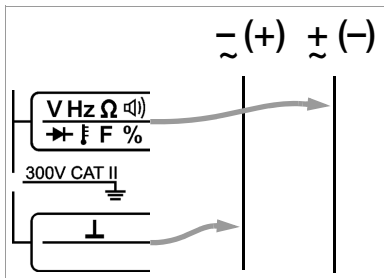 − (+) + (−)
~ ~
V Hz Ω
F %
300V CAT II